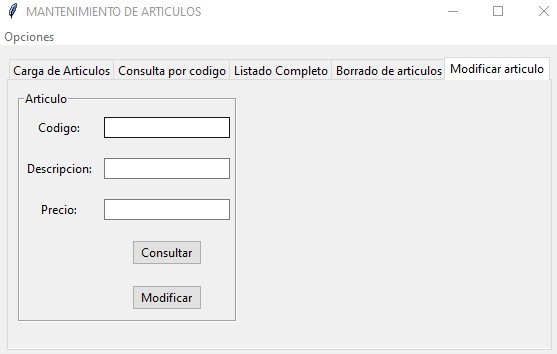 MANTENIMIENTO DE ARTICULOS
Opciones
Carga de Articulos Consulta por codigo Listado Completo Borrado de articulos Modificar articulo
Articulo
Codigo:
Descripcion:
Precio:
Consultar
Modificar